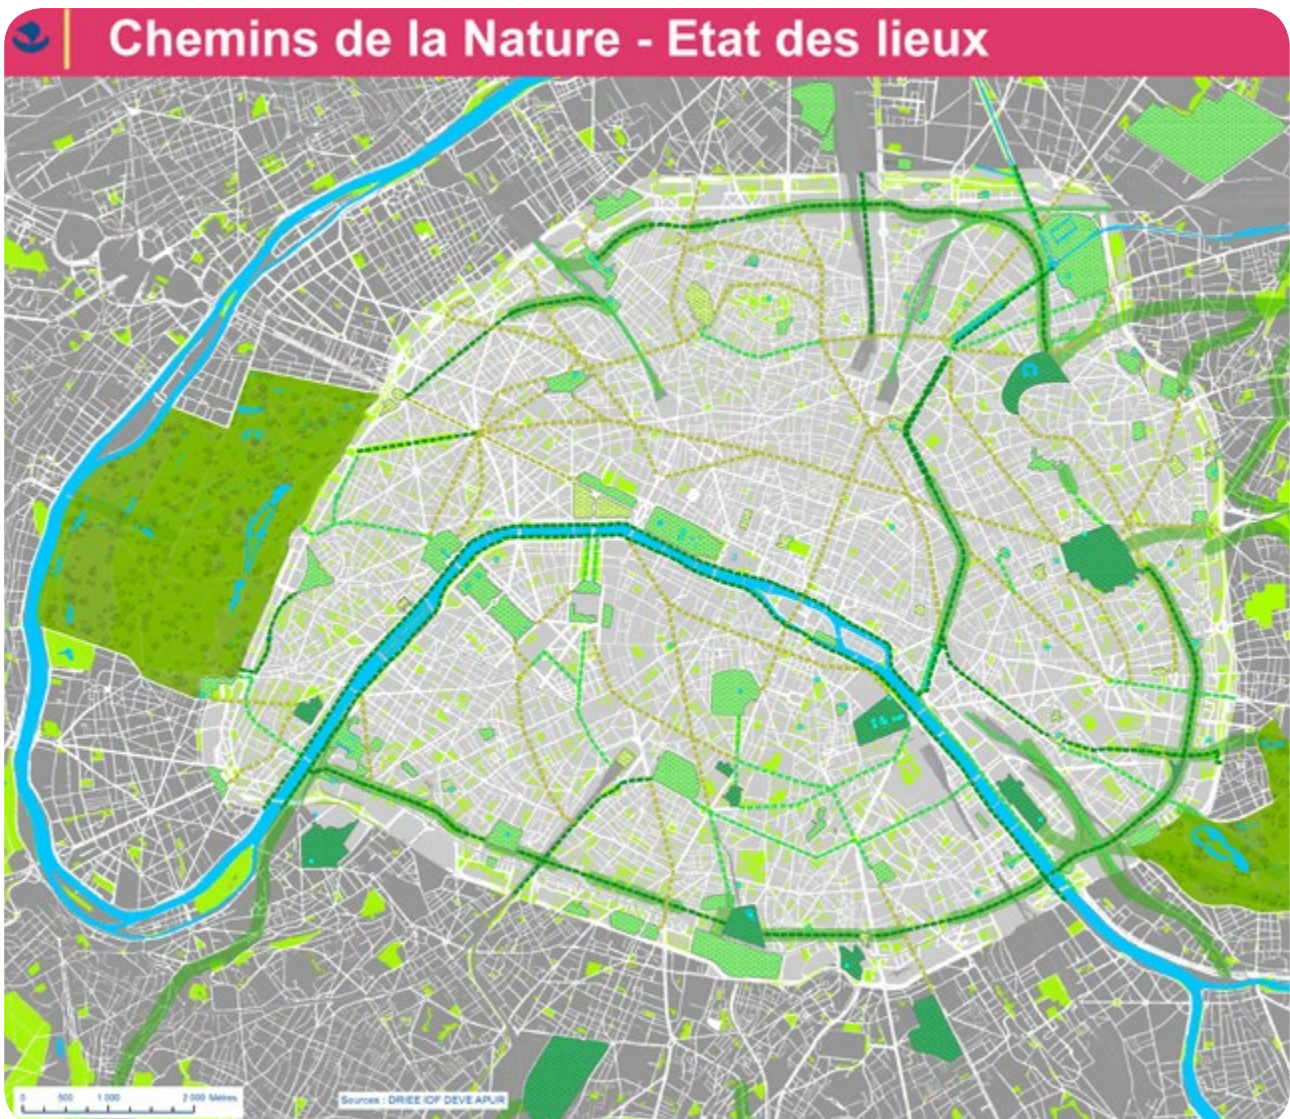 Chemins de la Nature - Etat des lieux
0 500 1 000 2 000 Mètres
Sources : DRIEE IDF DEVE APUR